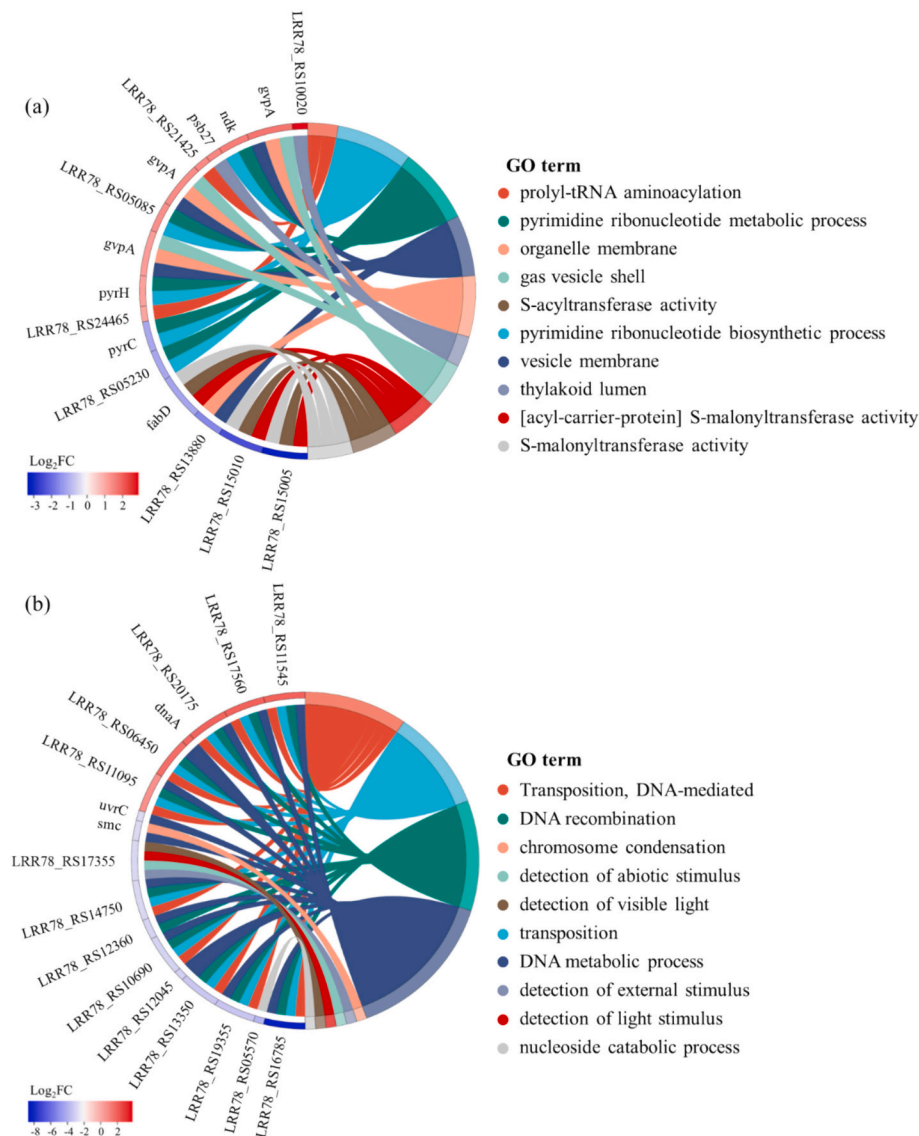 (a)
LRR78_RS10020
gvpA
ndk
psb27
LRR78_RS21425
gvpA
LRR78_RS05085
gvpA
pyrH
LRR78_RS24465
pyrC
LRR78_RS05230
fabD
LRR78_RS13880
LRR78_RS15010
LRR78_RS15005
GO term
prolyl-tRNA aminoacylation
pyrimidine ribonucleotide metabolic process
organelle membrane
gas vesicle shell
S-acyltransferase activity
pyrimidine ribonucleotide biosynthetic process
vesicle membrane
thylakoid lumen
[acyl-carrier-protein] S-malonyltransferase activity
S-malonyltransferase activity
Log₂FC
-3 -2 -1 0 1 2
(b)
LRR78_RS11545
LRR78_RS17560
LRR78_RS20175
dnaA
LRR78_RS06450
LRR78_RS11095
uvrC
smc
LRR78_RS17355
LRR78_RS14750
LRR78_RS12360
LRR78_RS10690
LRR78_RS12045
LRR78_RS13350
LRR78_RS19355
LRR78_RS05570
LRR78_RS16785
GO term
Transposition, DNA-mediated
DNA recombination
chromosome condensation
detection of abiotic stimulus
detection of visible light
transposition
DNA metabolic process
detection of external stimulus
detection of light stimulus
nucleoside catabolic process
Log₂FC
-8 -6 -4 -2 0 2